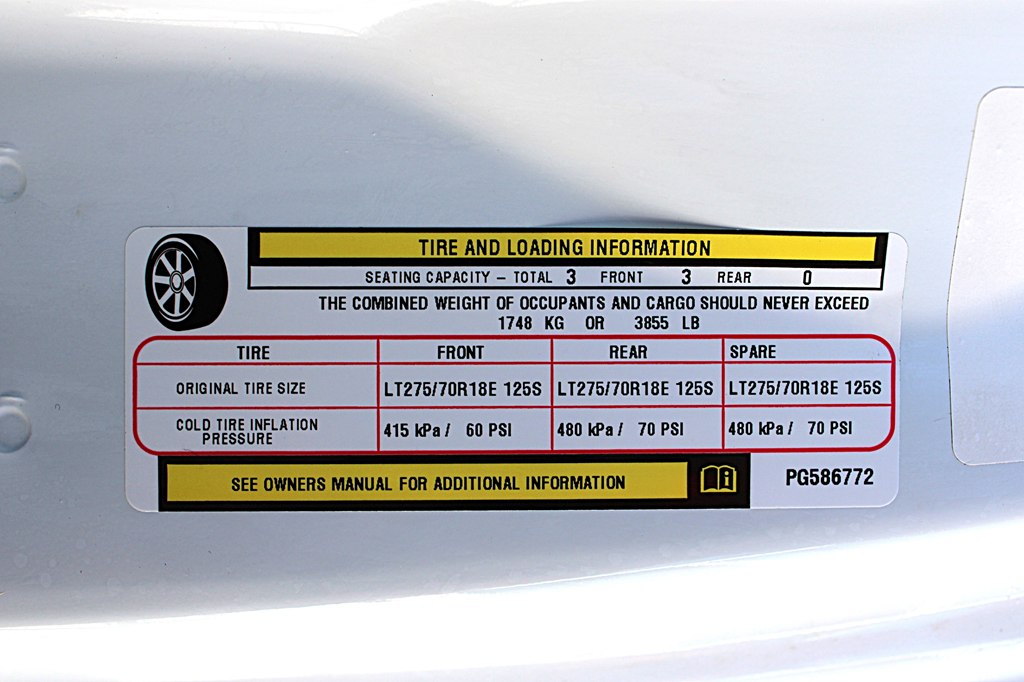 TIRE AND LOADING INFORMATION
SEATING CAPACITY – TOTAL 3 FRONT 3 REAR 0
THE COMBINED WEIGHT OF OCCUPANTS AND CARGO SHOULD NEVER EXCEED
1748 KG OR 3855 LB
TIRE FRONT REAR SPARE
ORIGINAL TIRE SIZE LT275/70R18E 125S LT275/70R18E 125S LT275/70R18E 125S
COLD TIRE INFLATION PRESSURE 415 kPa / 60 PSI 480 kPa / 70 PSI 480 kPa / 70 PSI
SEE OWNERS MANUAL FOR ADDITIONAL INFORMATION
PG586772